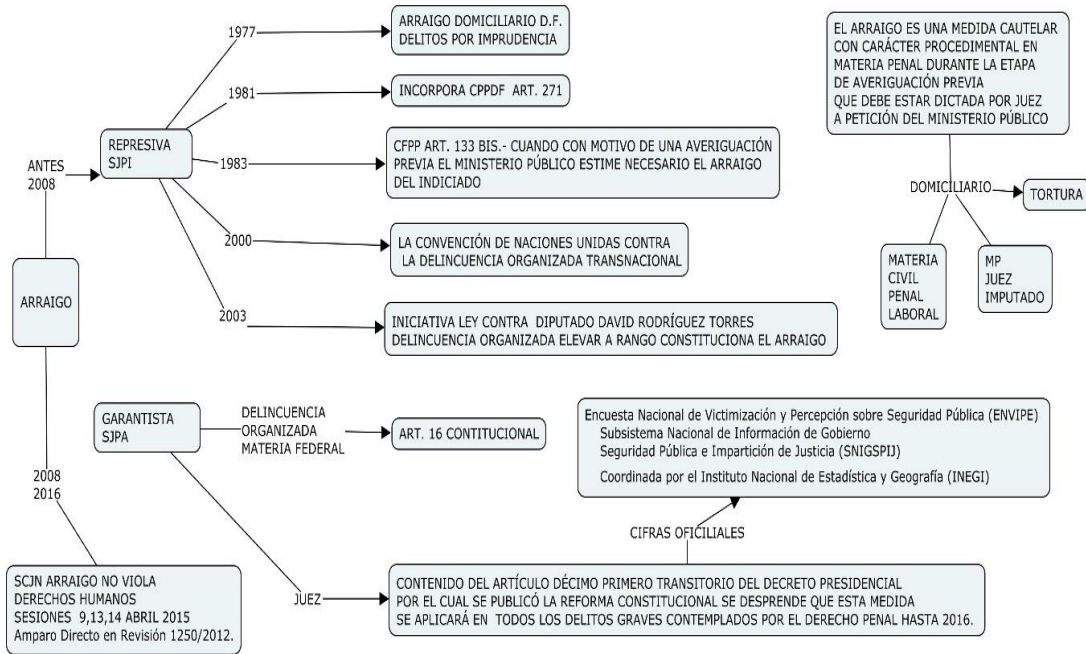 1977
ARRAIGO DOMICILIARIO D.F.
DELITOS POR IMPRUDENCIA
1981
INCORPORA CPPDF ART. 271
REPRESIVA
SJPI
1983
CFPP ART. 133 BIS.- CUANDO CON MOTIVO DE UNA AVERIGUACIÓN
PREVIA EL MINISTERIO PÚBLICO ESTIME NECESARIO EL ARRAIGO
DEL INDICIADO
ANTES
2008
2000
LA CONVENCIÓN DE NACIONES UNIDAS CONTRA
LA DELINCUENCIA ORGANIZADA TRANSNACIONAL
ARRAIGO
2003
INICIATIVA LEY CONTRA DIPUTADO DAVID RODRÍGUEZ TORRES
DELINCUENCIA ORGANIZADA ELEVAR A RANGO CONSTITUCIONA EL ARRAIGO
EL ARRAIGO ES UNA MEDIDA CAUTELAR
CON CARÁCTER PROCEDIMENTAL EN
MATERIA PENAL DURANTE LA ETAPA
DE AVERIGUACIÓN PREVIA
QUE DEBE ESTAR DICTADA POR JUEZ
A PETICIÓN DEL MINISTERIO PÚBLICO
DOMICILIARIO
TORTURA
MATERIA
CIVIL
PENAL
LABORAL
MP
JUEZ
IMPUTADO
GARANTISTA
SJPA
DELINCUENCIA
ORGANIZADA
MATERIA FEDERAL
ART. 16 CONTITUCIONAL
Encuesta Nacional de Victimización y Percepción sobre Seguridad Pública (ENVIPE)
Subsistema Nacional de Información de Gobierno
Seguridad Pública e Impartición de Justicia (SNIGSPIJ)
Coordinada por el Instituto Nacional de Estadística y Geografía (INEGI)
2008
2016
CIFRAS OFICILIALES
SCJN ARRAIGO NO VIOLA
DERECHOS HUMANOS
SESIONES 9,13,14 ABRIL 2015
Amparo Directo en Revisión 1250/2012.
JUEZ
CONTENIDO DEL ARTÍCULO DÉCIMO PRIMERO TRANSITORIO DEL DECRETO PRESIDENCIAL
POR EL CUAL SE PUBLICÓ LA REFORMA CONSTITUCIONAL SE DESPRENDE QUE ESTA MEDIDA
SE APLICARÁ EN TODOS LOS DELITOS GRAVES CONTEMPLADOS POR EL DERECHO PENAL HASTA 2016.